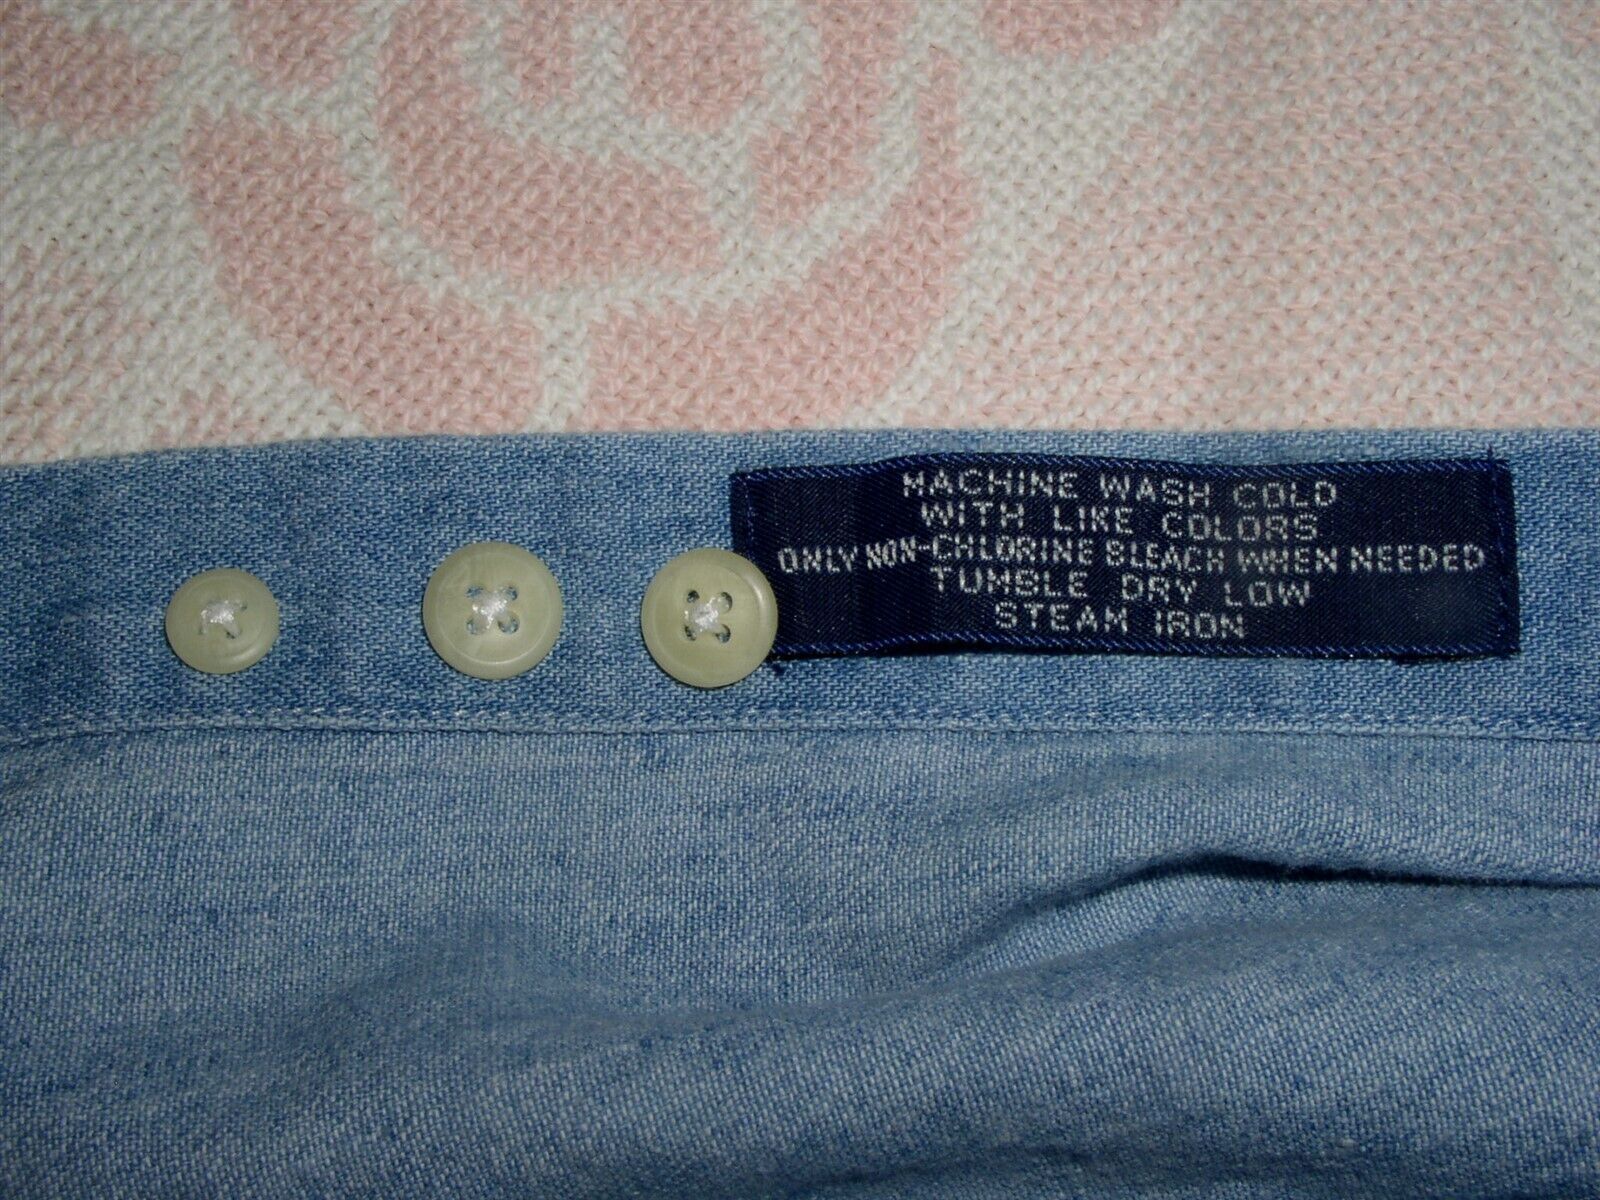 MACHINE WASH COLD
WITH LIKE COLORS
ONLY NON-CHLORINE BLEACH WHEN NEEDED
TUMBLE DRY LOW
STEAM IRON